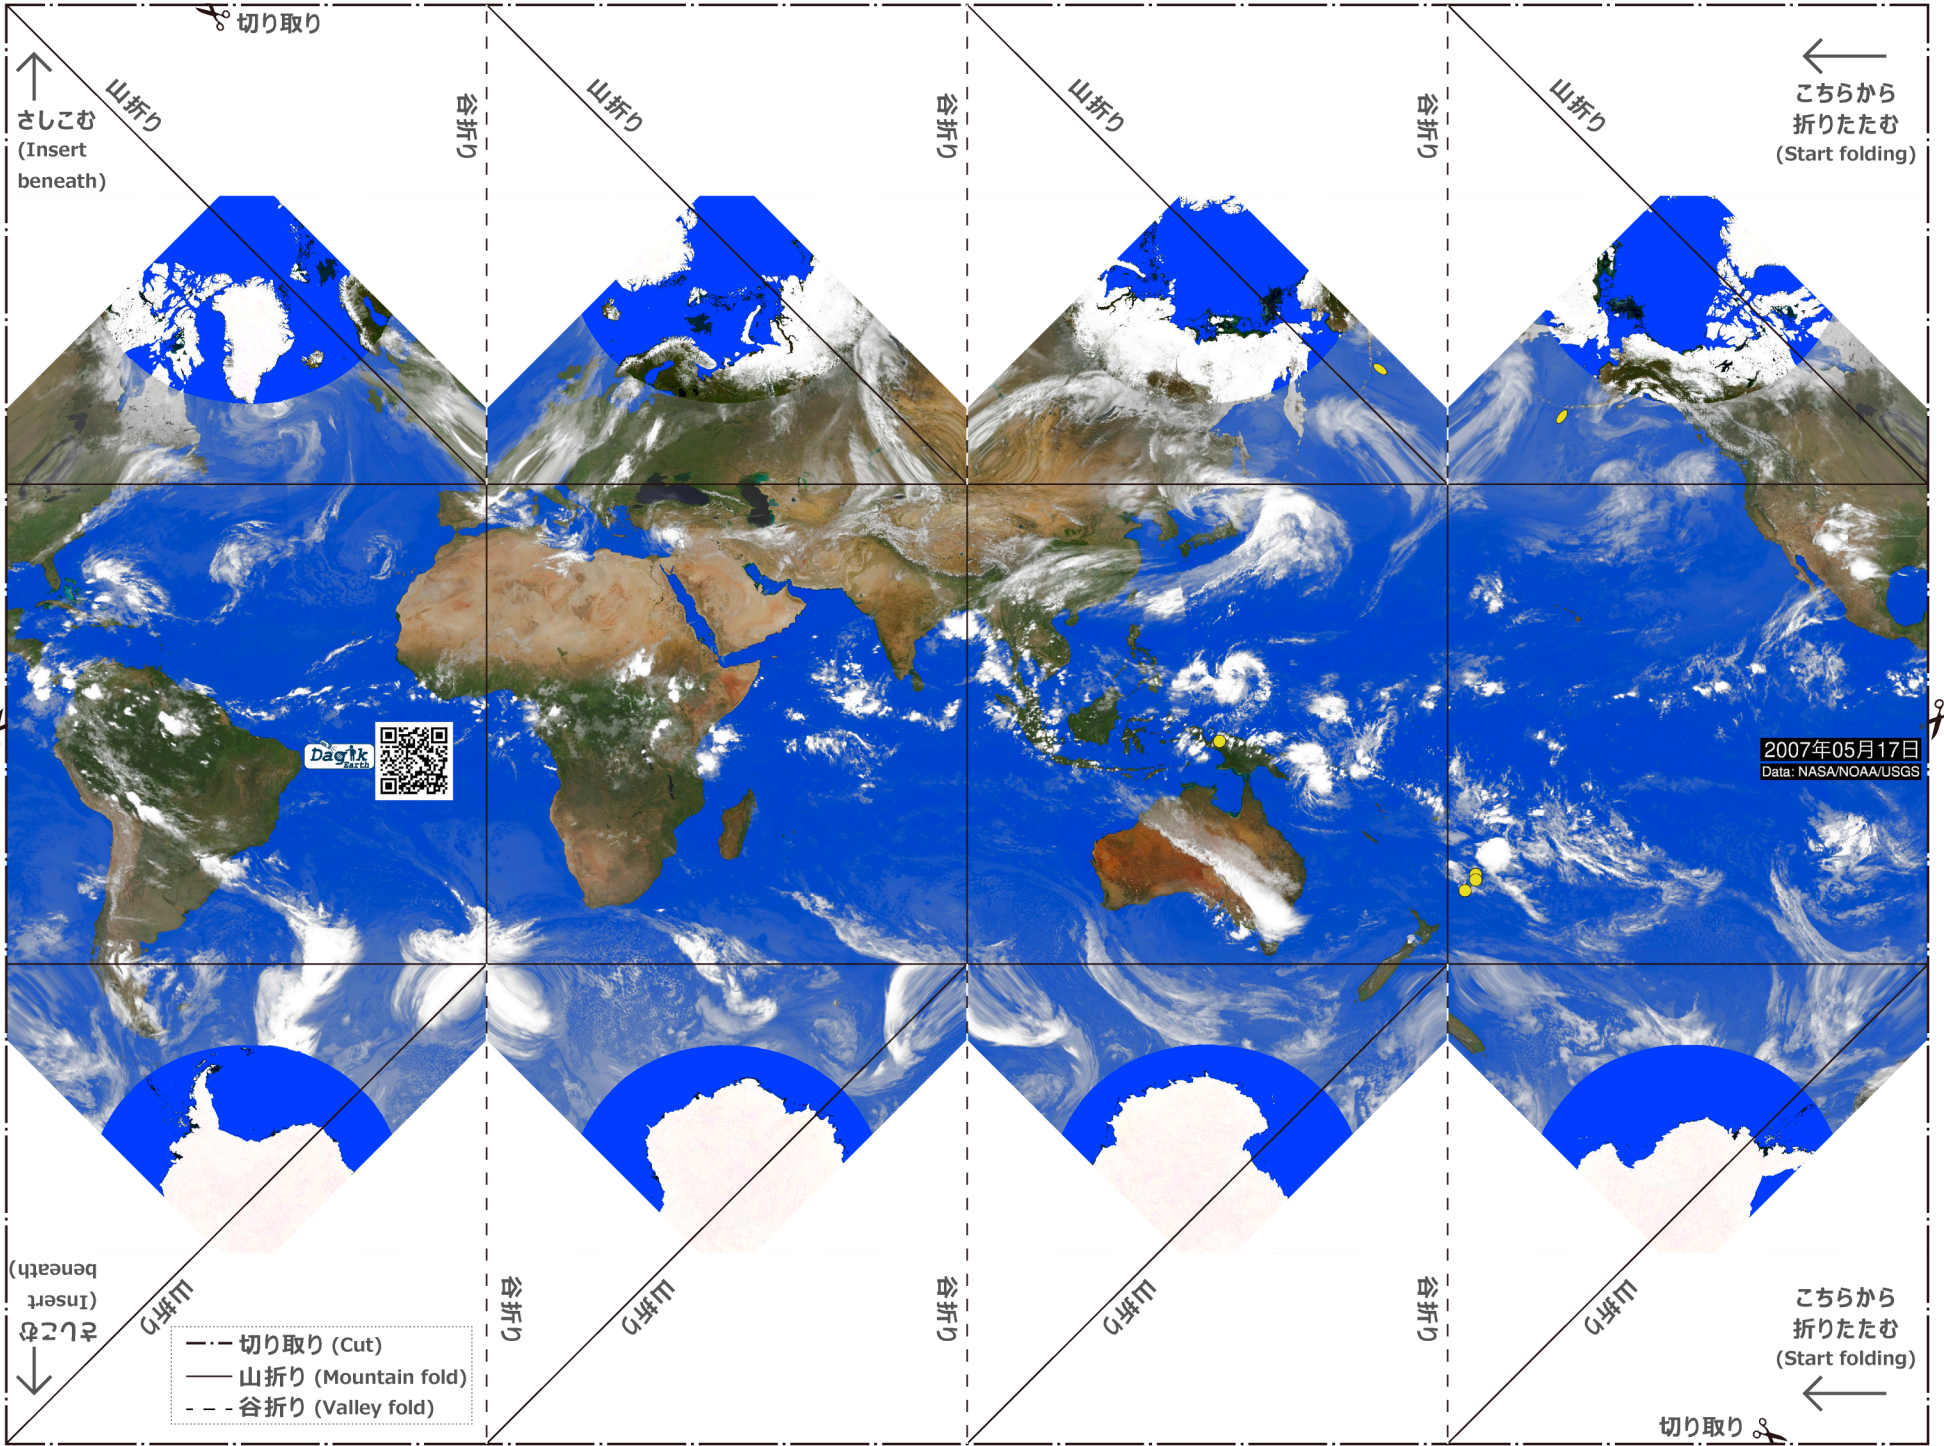 切り取り
山折り
谷折り
山折り
谷折り
山折り
谷折り
山折り
さしこむ
(Insert
beneath)
こちらから
折りたたむ
(Start folding)
Dagik
Earth
2007年05月17日
Data: NASA/NOAA/USGS
さしこむ
(Insert
beneath)
山折り
谷折り
山折り
谷折り
山折り
谷折り
山折り
切り取り (Cut)
山折り (Mountain fold)
谷折り (Valley fold)
こちらから
折りたたむ
(Start folding)
切り取り